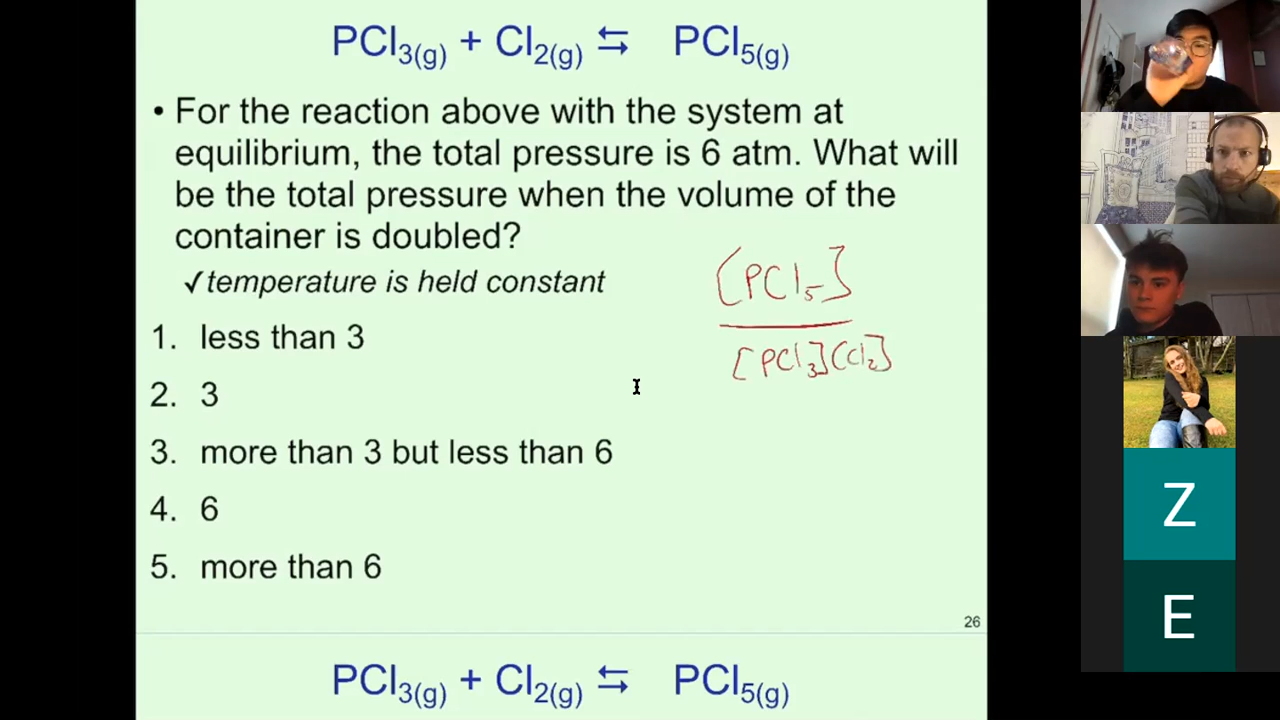 PCl3(g) + Cl2(g) ⇆ PCl5(g)
• For the reaction above with the system at
equilibrium, the total pressure is 6 atm. What will
be the total pressure when the volume of the
container is doubled?
✓temperature is held constant
[PCl5]
[PCl3][Cl2]
1. less than 3
2. 3
3. more than 3 but less than 6
4. 6
5. more than 6
26
PCl3(g) + Cl2(g) ⇆ PCl5(g)
Z
E